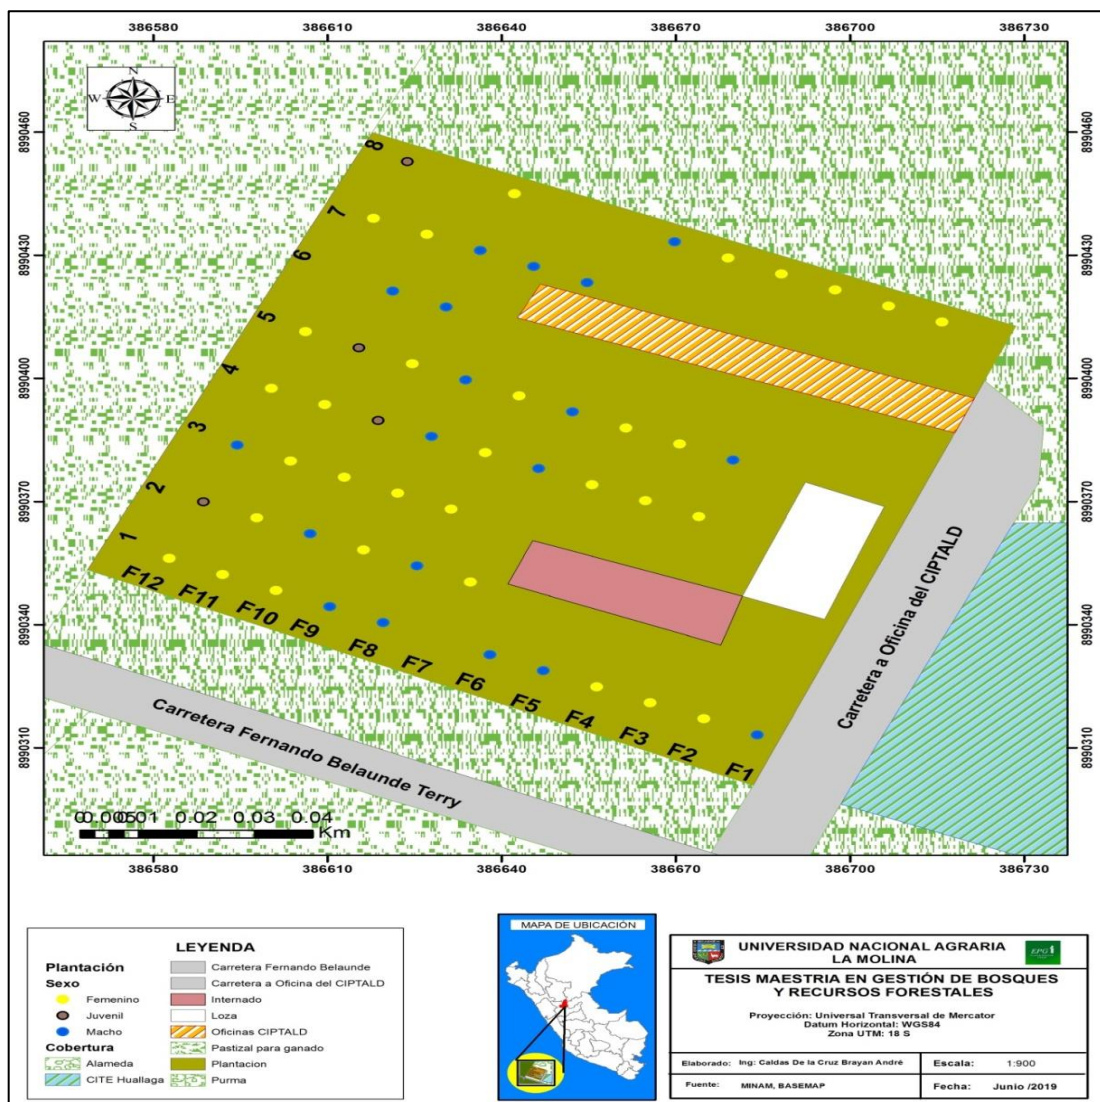 386580 386610 386640 386670 386700 386730
N
W E
S
8990460 8990460
8990430 8990430
8990400 8990400
8990370 8990370
8990340 8990340
8990310 8990310
8
7
6
5
4
3
2
1
F12 F11 F10 F9 F8 F7 F6 F5 F4 F3 F2 F1
Carretera a Oficina del CIPTALD
Carretera Fernando Belaunde Terry
0.02 0.03 0.04
Km
386580 386610 386640 386670 386700 386730
LEYENDA
Plantación
Sexo
Femenino
Juvenil
Macho
Cobertura
Alameda
CITE Huallaga
Carretera Fernando Belaunde
Carretera a Oficina del CIPTALD
Internado
Loza
Oficinas CIPTALD
Pastizal para ganado
Plantacion
Purma
MAPA DE UBICACIÓN
UNIVERSIDAD NACIONAL AGRARIA
LA MOLINA
EPG
TESIS MAESTRIA EN GESTIÓN DE BOSQUES
Y RECURSOS FORESTALES
Proyección: Universal Transversal de Mercator
Datum Horizontal: WGS84
Zona UTM: 18 S
Elaborado: Ing: Caldas De la Cruz Brayan André
Escala: 1:900
Fuente: MINAM, BASEMAP
Fecha: Junio /2019